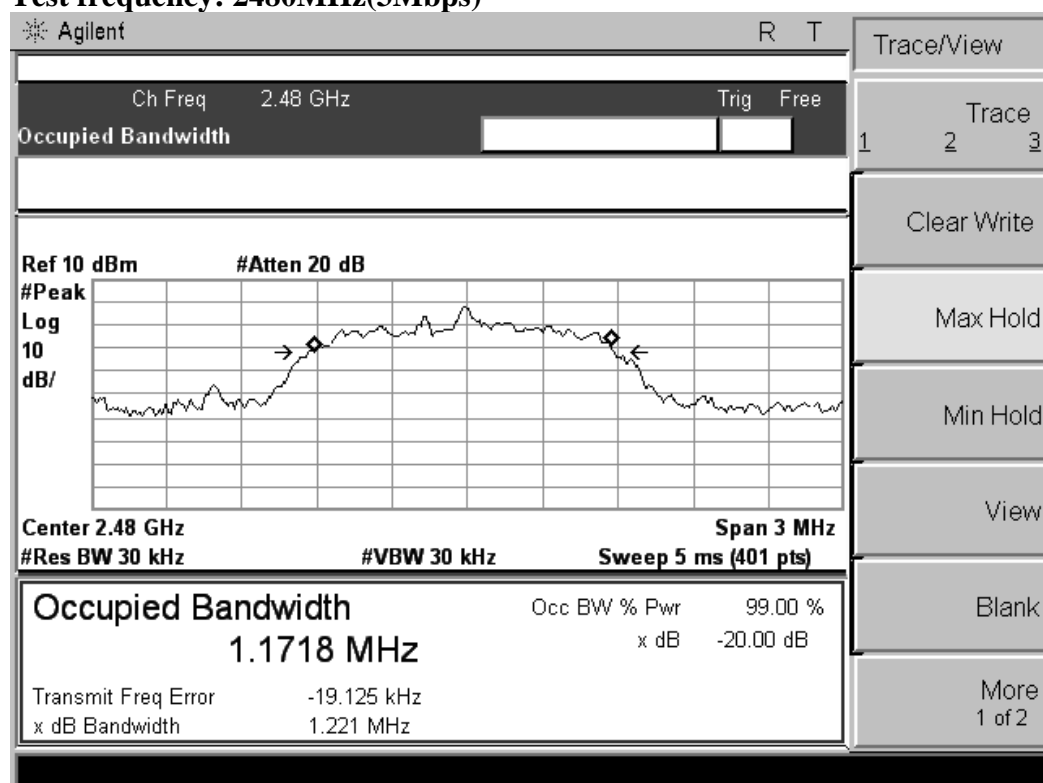 Test frequency: 2480MHz(3Mbps)
Agilent R T
Trace/View
Ch Freq 2.48 GHz Trig Free
Occupied Bandwidth
Trace
1 2 3
Clear Write
Ref 10 dBm #Atten 20 dB
#Peak
Log
10
dB/
Max Hold
Min Hold
View
Center 2.48 GHz Span 3 MHz
#Res BW 30 kHz #VBW 30 kHz Sweep 5 ms (401 pts)
Occupied Bandwidth Occ BW % Pwr 99.00 %
1.1718 MHz x dB -20.00 dB
Blank
Transmit Freq Error -19.125 kHz
x dB Bandwidth 1.221 MHz
More
1 of 2